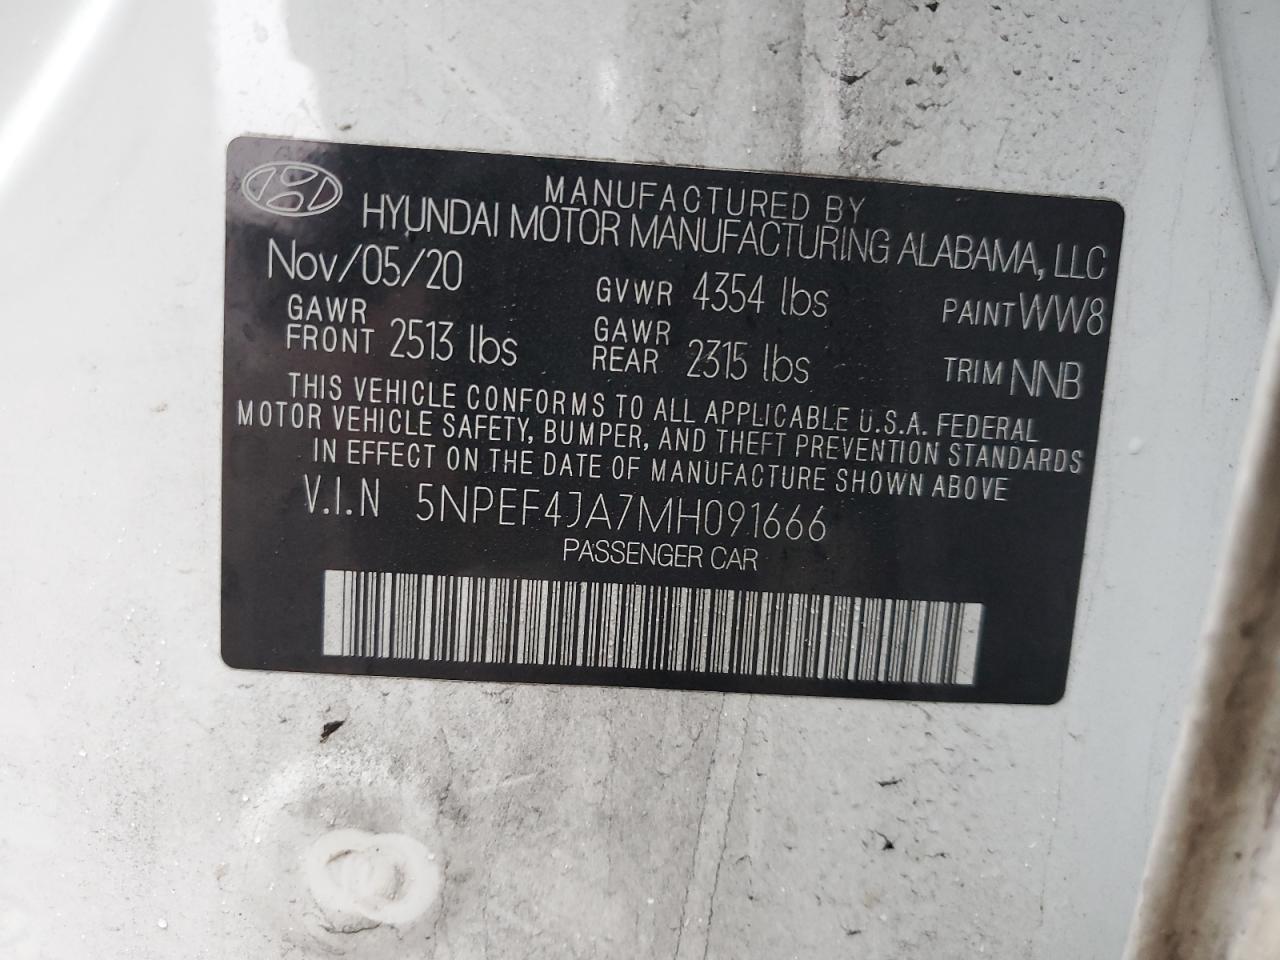 MANUFACTURED BY
HYUNDAI MOTOR MANUFACTURING ALABAMA, LLC
Nov/05/20 GVWR 4354 lbs PAINT WW8
GAWR FRONT 2513 lbs GAWR REAR 2315 lbs TRIM NNB
THIS VEHICLE CONFORMS TO ALL APPLICABLE U.S.A. FEDERAL
MOTOR VEHICLE SAFETY, BUMPER, AND THEFT PREVENTION STANDARDS
IN EFFECT ON THE DATE OF MANUFACTURE SHOWN ABOVE
V.I.N 5NPEF4JA7MH091666
PASSENGER CAR